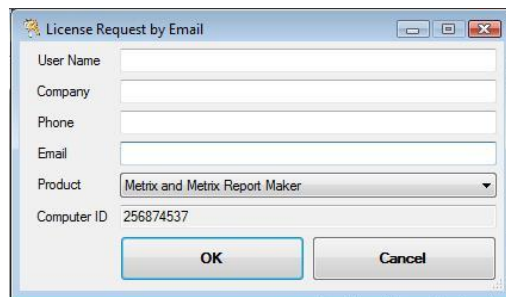 License Request by Email
User Name
Company
Phone
Email
Product Metrix and Metrix Report Maker
Computer ID 256874537
OK Cancel